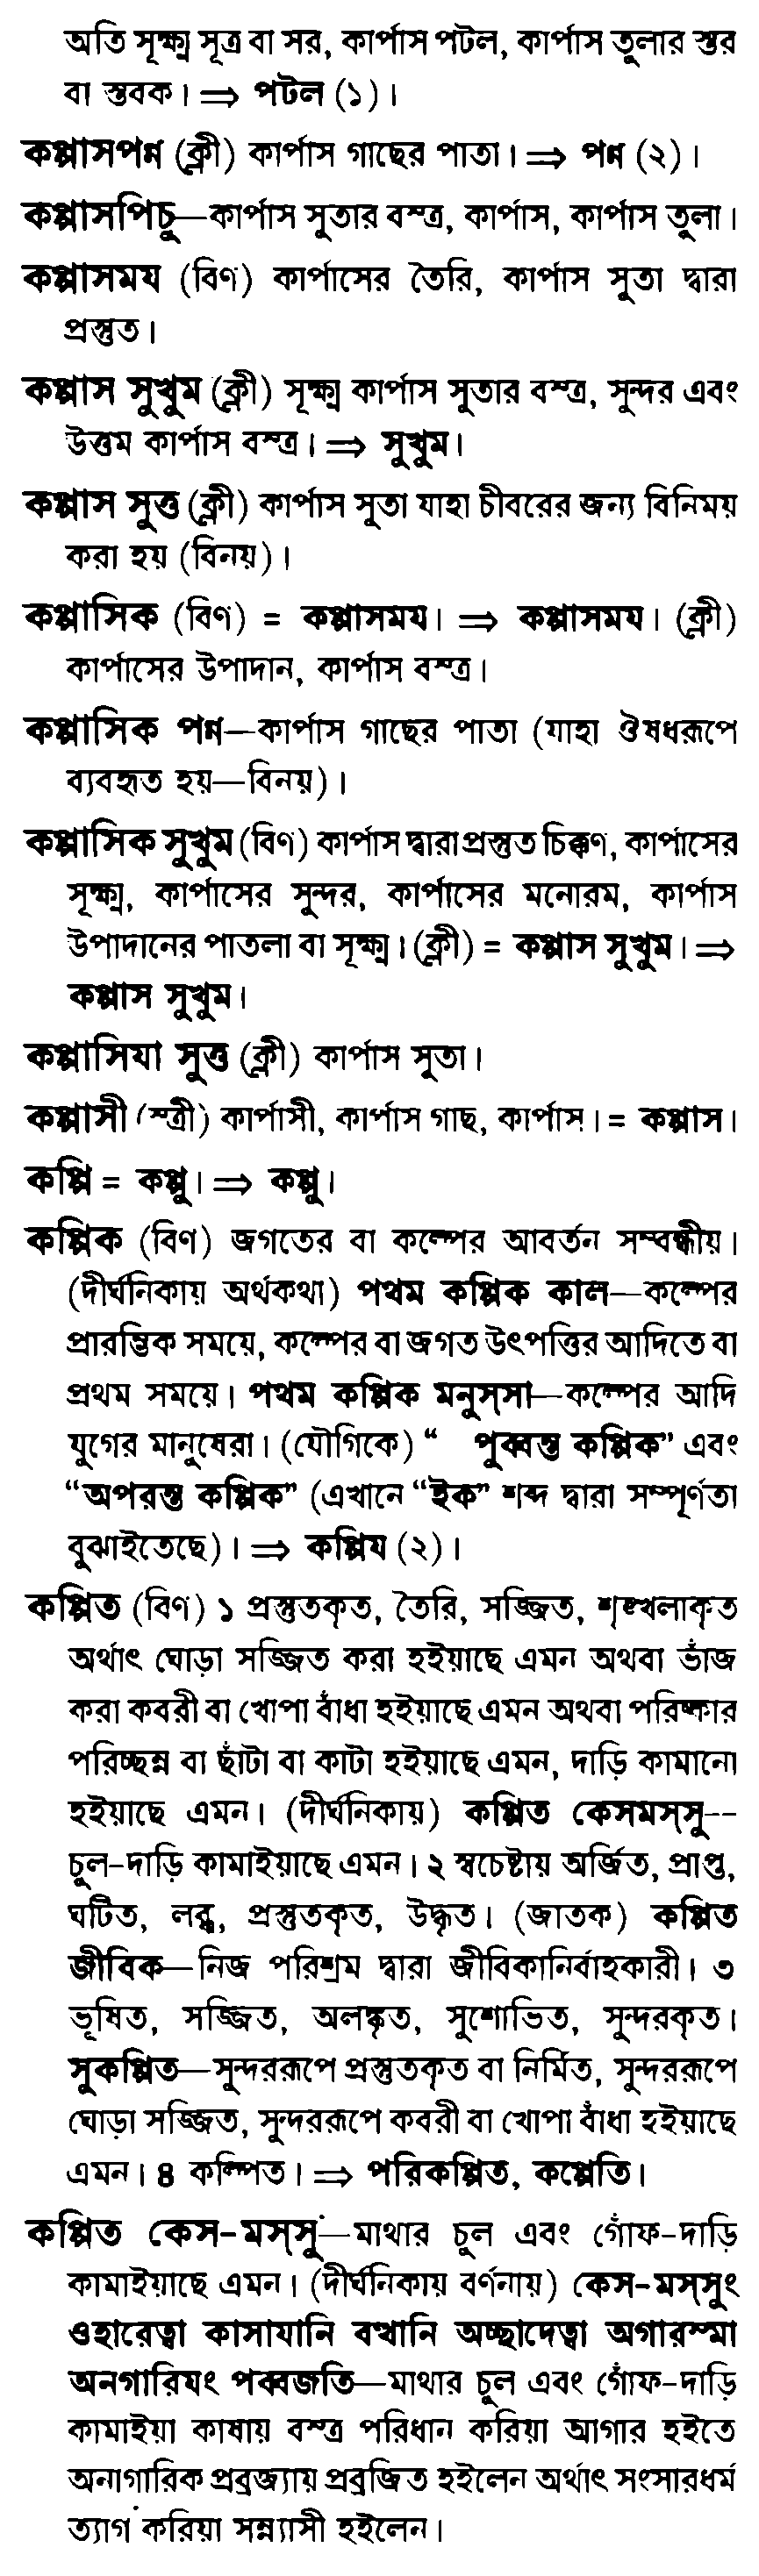 অতি সূক্ষ্ম সূত্র বা সর, কার্পাস পটল, কার্পাস তুলার স্তর
বা স্তবক। ⇒ পটল (১)।
কপ্পাসপন্ন (ক্লী) কার্পাস গাছের পাতা। ⇒ পন্ন (২)।
কপ্পাসপিচু—কার্পাস সুতার বস্ত্র, কার্পাস, কার্পাস তুলা।
কপ্পাসময (বিণ) কার্পাসের তৈরি, কার্পাস সুতা দ্বারা
প্রস্তুত।
কপ্পাস সুখুম (ক্লী) সূক্ষ্ম কার্পাস সুতার বস্ত্র, সুন্দর এবং
উত্তম কার্পাস বস্ত্র। ⇒ সুখুম।
কপ্পাস সুত্ত (ক্লী) কার্পাস সুতা যাহা চীবরের জন্য বিনিময়
করা হয় (বিনয়)।
কপ্পাসিক (বিণ) = কপ্পাসময। ⇒ কপ্পাসময। (ক্লী)
কার্পাসের উপাদান, কার্পাস বস্ত্র।
কপ্পাসিক পন্ন—কার্পাস গাছের পাতা (যাহা ঔষধরূপে
ব্যবহৃত হয়—বিনয়)।
কপ্পাসিক সুখুম (বিণ) কার্পাস দ্বারা প্রস্তুত চিক্কণ, কার্পাসের
সূক্ষ্ম, কার্পাসের সুন্দর, কার্পাসের মনোরম, কার্পাস
উপাদানের পাতলা বা সূক্ষ্ম। (ক্লী) = কপ্পাস সুখুম। ⇒
কপ্পাস সুখুম।
কপ্পাসিযা সুত্ত (ক্লী) কার্পাস সুতা।
কপ্পাসী (স্ত্রী) কার্পাসী, কার্পাস গাছ, কার্পাস। = কপ্পাস।
কপ্পি = কপ্পু। ⇒ কপ্পু।
কপ্পিক (বিণ) জগতের বা কল্পের আবর্তন সম্বন্ধীয়।
(দীর্ঘনিকায় অর্থকথা) পথম কপ্পিক কাল—কল্পের
প্রারম্ভিক সময়ে, কল্পের বা জগত উৎপত্তির আদিতে বা
প্রথম সময়ে। পথম কপ্পিক মনুস্সা—কল্পের আদি
যুগের মানুষেরা। (যৌগিকে) “ পুব্বন্ত কপ্পিক” এবং
“অপরন্ত কপ্পিক” (এখানে “ইক” শব্দ দ্বারা সম্পূর্ণতা
বুঝাইতেছে)। ⇒ কপ্পিয (২)।
কপ্পিত (বিণ) ১ প্রস্তুতকৃত, তৈরি, সজ্জিত, শৃঙ্খলাকৃত
অর্থাৎ ঘোড়া সজ্জিত করা হইয়াছে এমন অথবা ভাঁজ
করা কবরী বা খোপা বাঁধা হইয়াছে এমন অথবা পরিষ্কার
পরিচ্ছন্ন বা ছাঁটা বা কাটা হইয়াছে এমন, দাড়ি কামানো
হইয়াছে এমন। (দীর্ঘনিকায়) কপ্পিত কেসমস্সু--
চুল-দাড়ি কামাইয়াছে এমন। ২ স্বচেষ্টায় অর্জিত, প্রাপ্ত,
ঘটিত, লব্ধ, প্রস্তুতকৃত, উদ্ধৃত। (জাতক) কপ্পিত
জীবিক—নিজ পরিশ্রম দ্বারা জীবিকানির্বাহকারী। ৩
ভূষিত, সজ্জিত, অলঙ্কৃত, সুশোভিত, সুন্দরকৃত।
সুকপ্পিত—সুন্দররূপে প্রস্তুতকৃত বা নির্মিত, সুন্দররূপে
ঘোড়া সজ্জিত, সুন্দররূপে কবরী বা খোপা বাঁধা হইয়াছে
এমন। ৪ কল্পিত। ⇒ পরিকপ্পিত, কপ্পেতি।
কপ্পিত কেস-মস্সু—মাথার চুল এবং গোঁফ-দাড়ি
কামাইয়াছে এমন। (দীর্ঘনিকায় বর্ণনায়) কেস-মস্সুং
ওহারেত্বা কাসাযানি বত্থানি অচ্ছাদেত্বা অগারস্মা
অনগারিযং পব্বজতি—মাথার চুল এবং গোঁফ-দাড়ি
কামাইয়া কাষায় বস্ত্র পরিধান করিয়া আগার হইতে
অনাগারিক প্রব্রজ্যায় প্রব্রজিত হইলেন অর্থাৎ সংসারধর্ম
ত্যাগ করিয়া সন্ন্যাসী হইলেন।